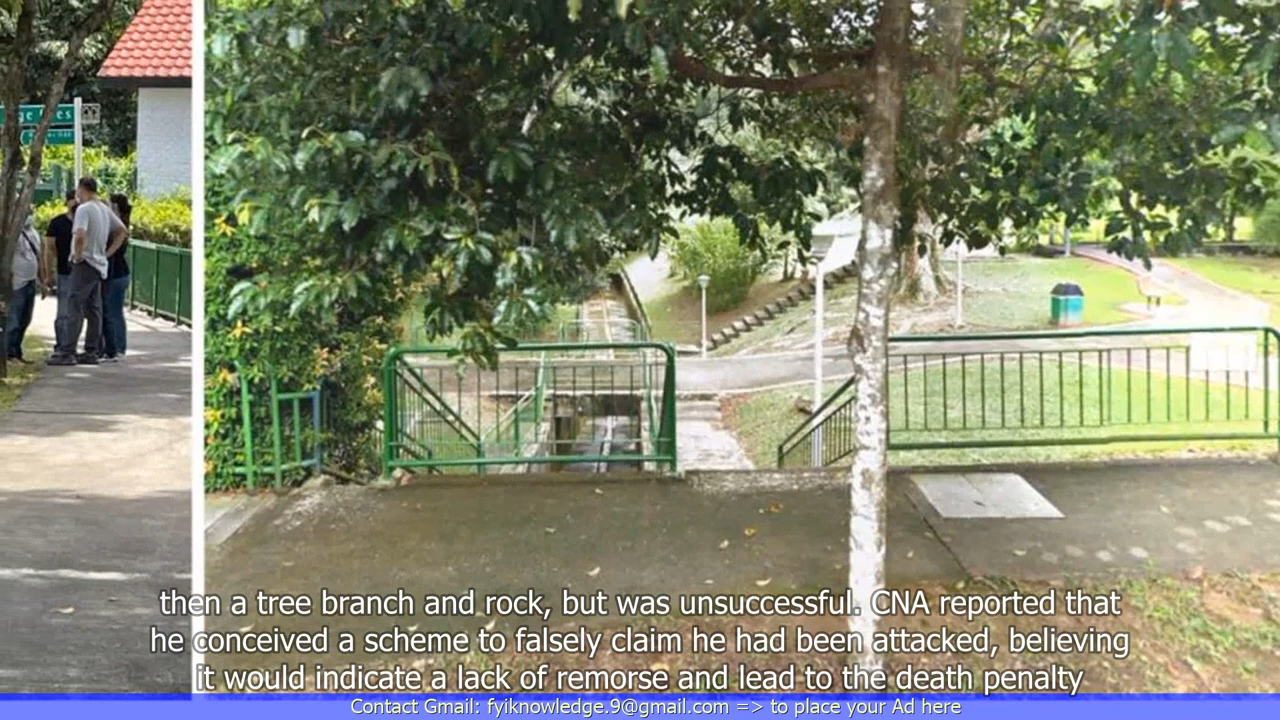 then a tree branch and rock, but was unsuccessful. CNA reported that
he conceived a scheme to falsely claim he had been attacked, believing
it would indicate a lack of remorse and lead to the death penalty
Contact Gmail: fyiknowledge.9@gmail.com => to place your Ad here